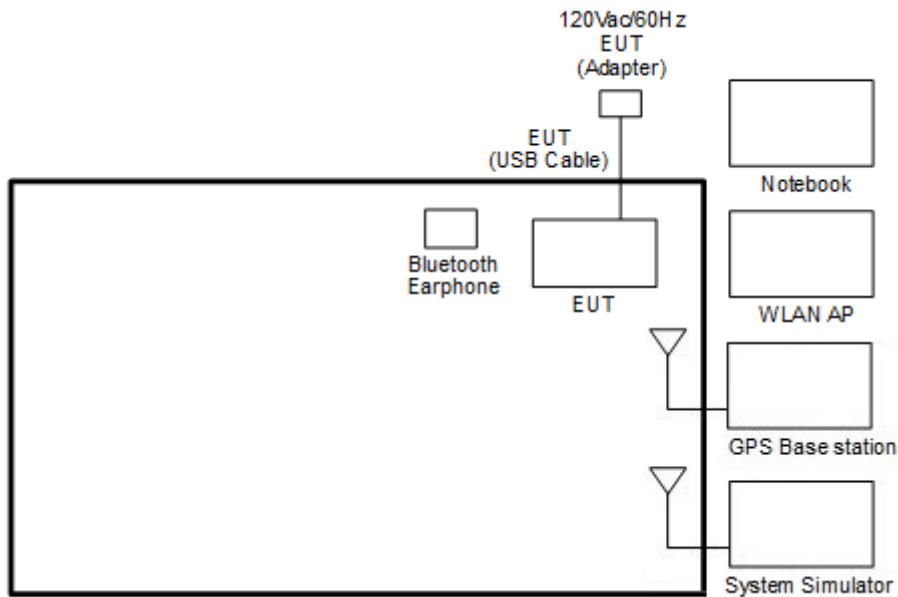 120Vac/60Hz
EUT
(Adapter)
EUT
(USB Cable)
Notebook
Bluetooth
Earphone
EUT
WLAN AP
GPS Base station
System Simulator